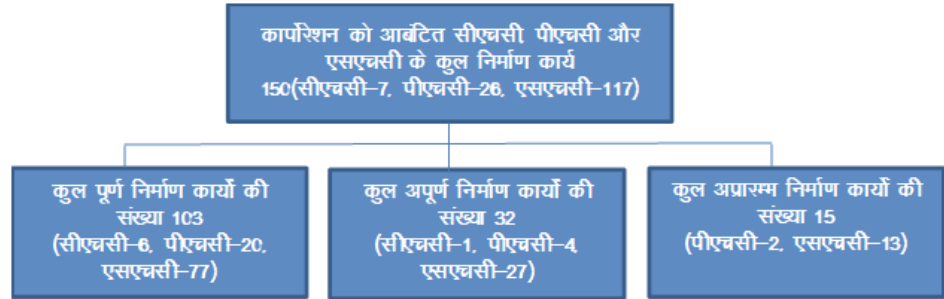 कार्पोरेशन को आबंटित सीएचसी, पीएचसी और
एसएचसी के कुल निर्माण कार्य
150(सीएचसी–7, पीएचसी–26, एसएचसी–117)
कुल पूर्ण निर्माण कार्यों की
संख्या 103
(सीएचसी–6, पीएचसी–20,
एसएचसी–77)
कुल अपूर्ण निर्माण कार्यों की
संख्या 32
(सीएचसी–1, पीएचसी–4,
एसएचसी–27)
कुल अप्रारम्भ निर्माण कार्यों की
संख्या 15
(पीएचसी–2, एसएचसी–13)